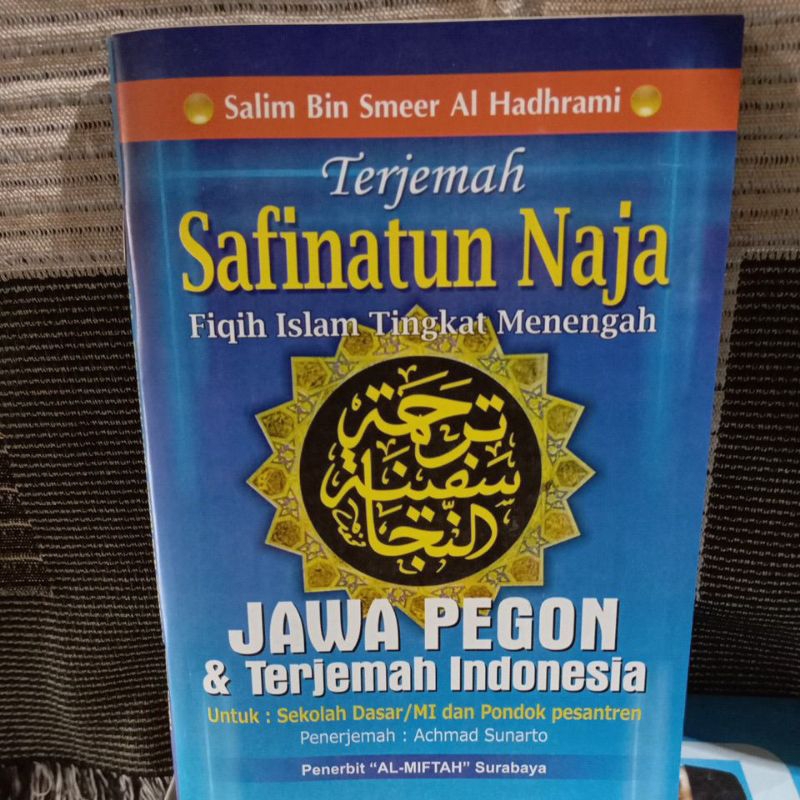 Salim Bin Smeer Al Hadhrami
Terjemah
Safinatun Naja
Fiqih Islam Tingkat Menengah
ترجمة
سفينة
النجاة
JAWA PEGON
& Terjemah Indonesia
Untuk : Sekolah Dasar/MI dan Pondok pesantren
Penerjemah : Achmad Sunarto
Penerbit "AL-MIFTAH" Surabaya